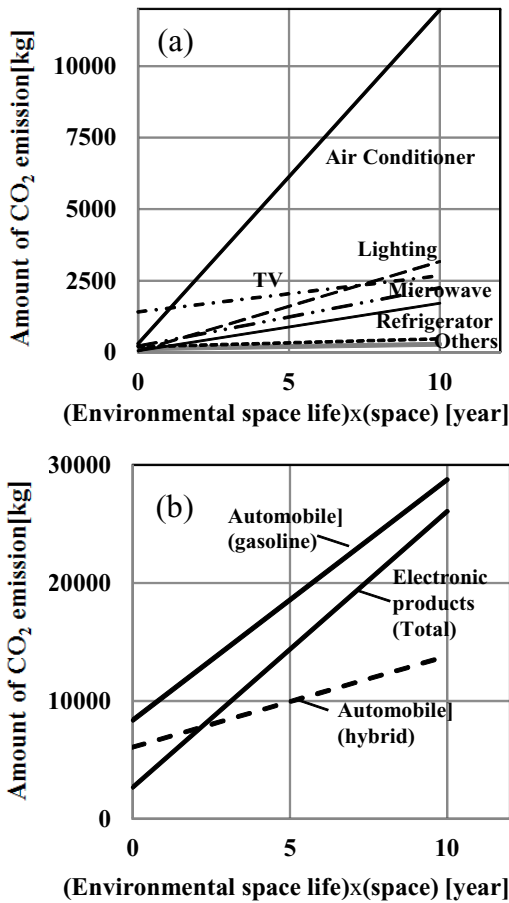 (a)
Amount of CO2 emission[kg]
10000
7500
5000
2500
0
Air Conditioner
Lighting
TV
Microwave
Refrigerator
Others
0 5 10
(Environmental space life)x(space) [year]
(b)
Amount of CO2 emission[kg]
30000
20000
10000
0
Automobile]
(gasoline)
Electronic
products
(Total)
Automobile]
(hybrid)
0 5 10
(Environmental space life)x(space) [year]